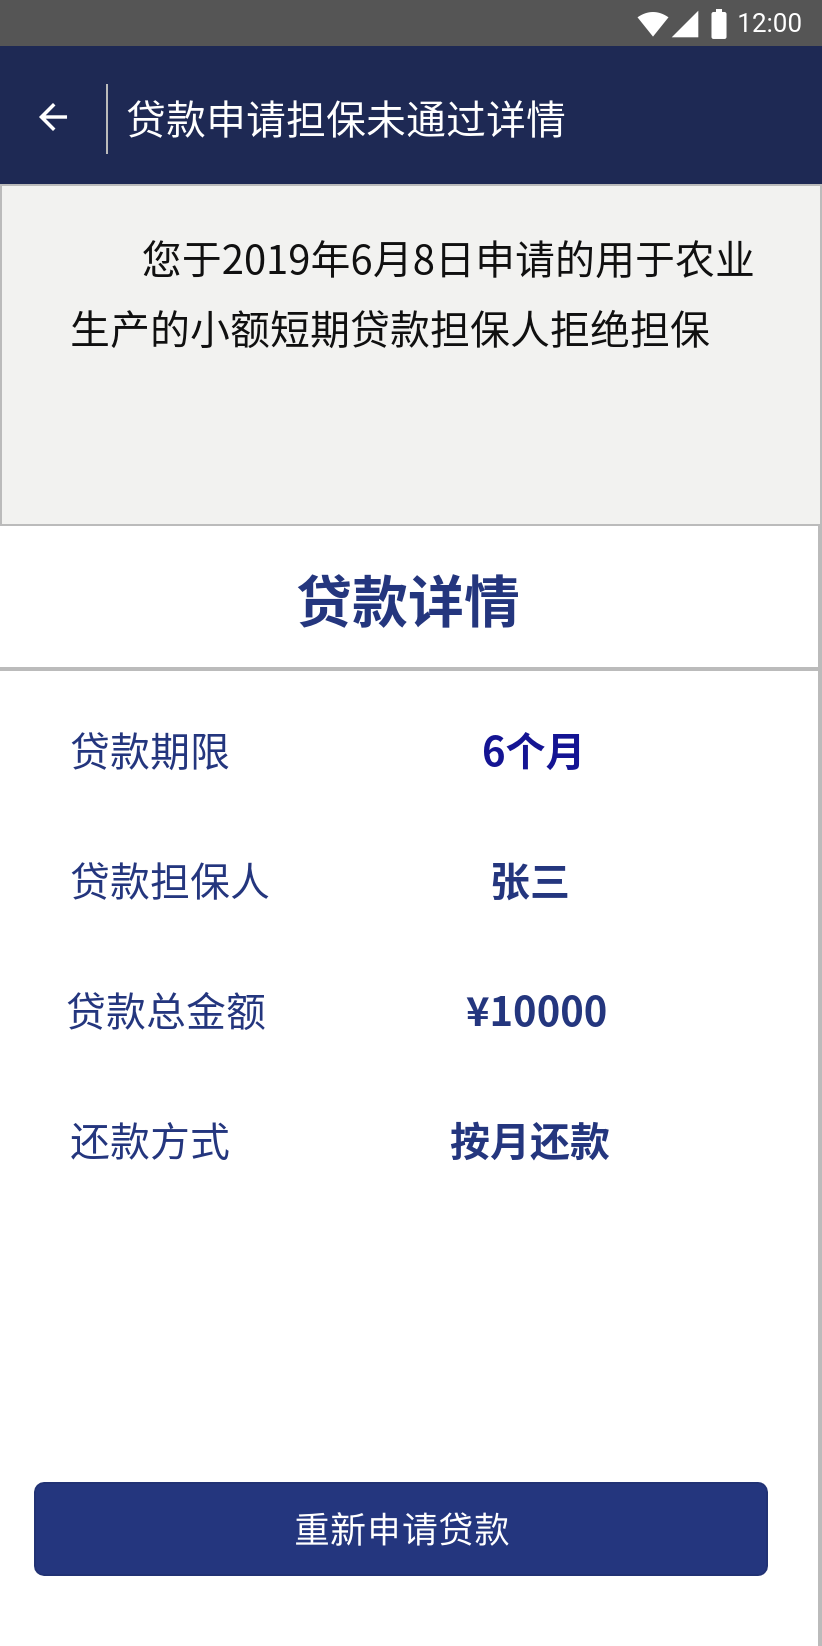 12:00
贷款申请担保未通过详情
您于2019年6月8日申请的用于农业
生产的小额短期贷款担保人拒绝担保
贷款详情
贷款期限 6个月
贷款担保人 张三
贷款总金额 ¥10000
还款方式 按月还款
重新申请贷款